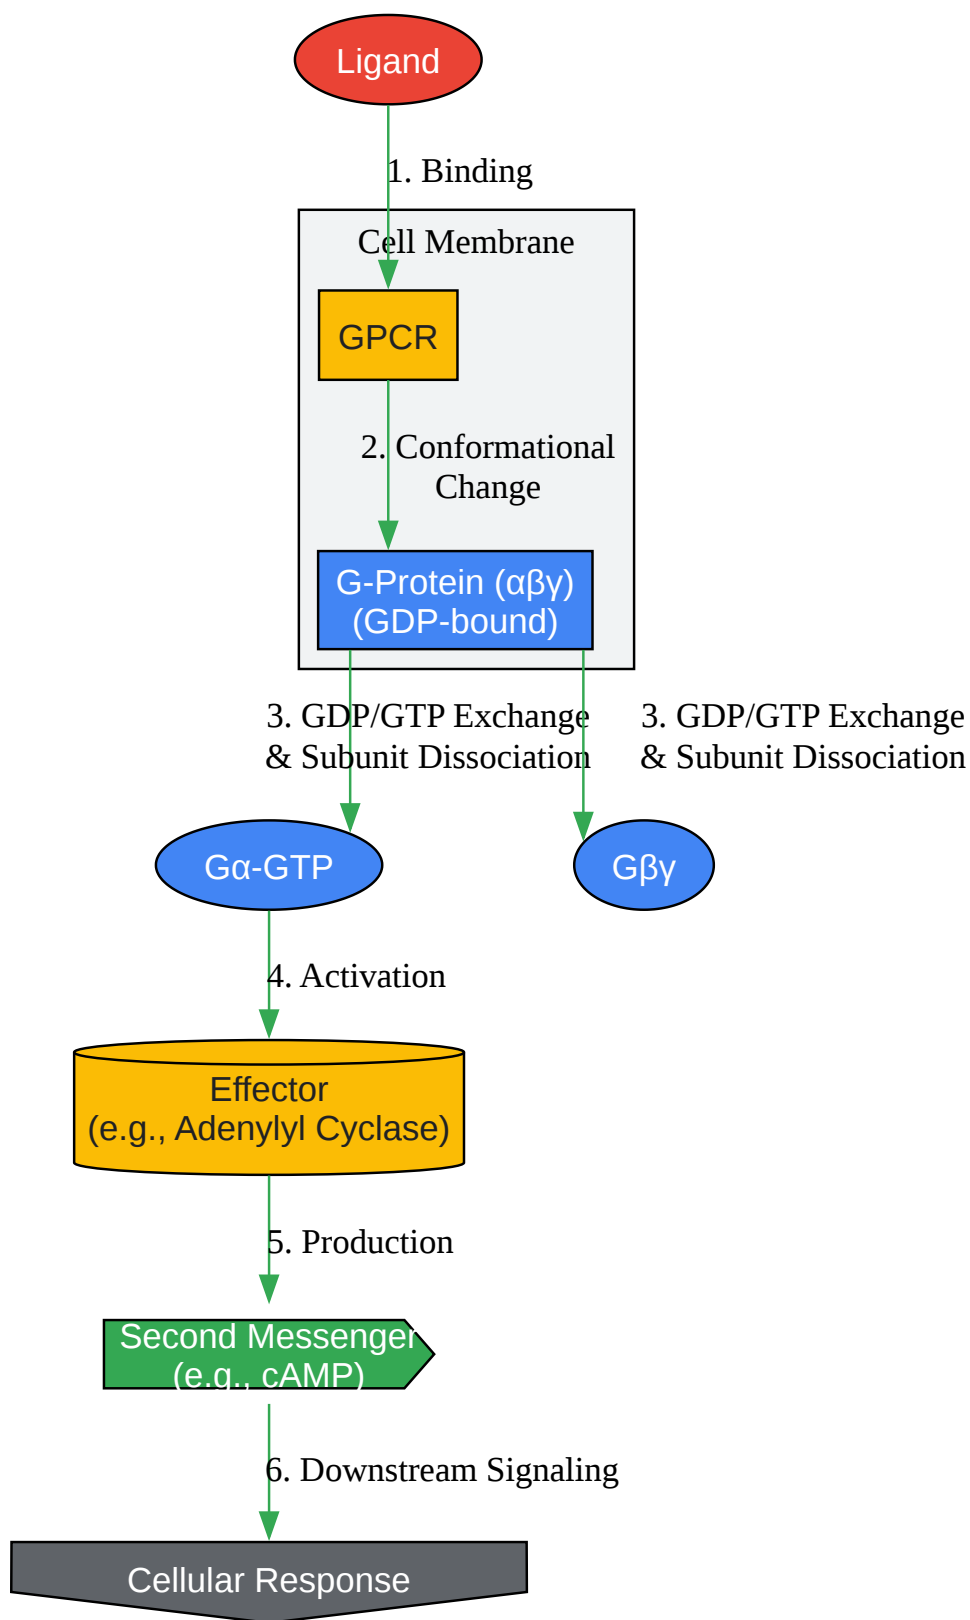 Ligand
1. Binding
Cell Membrane
GPCR
2. Conformational
Change
G-Protein (αβγ)
(GDP-bound)
3. GDP/GTP Exchange
& Subunit Dissociation
3. GDP/GTP Exchange
& Subunit Dissociation
Gα-GTP
Gβγ
4. Activation
Effector
(e.g., Adenylyl Cyclase)
5. Production
Second Messenger
(e.g., cAMP)
6. Downstream Signaling
Cellular Response